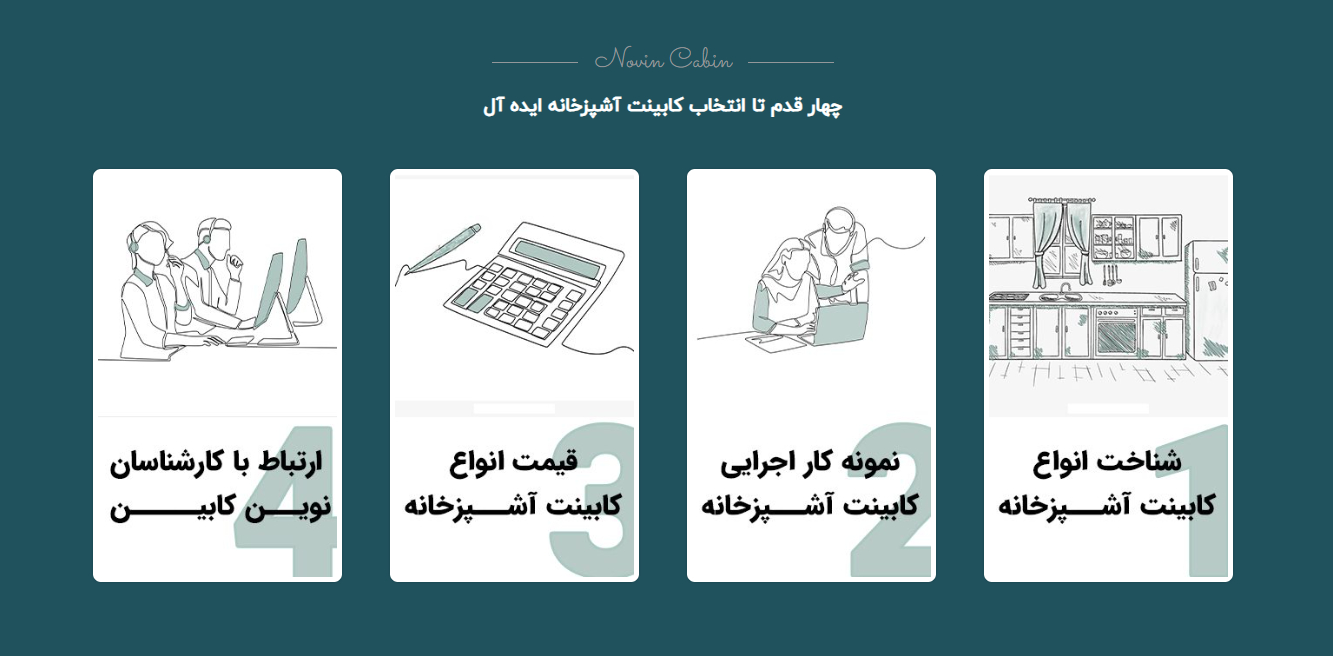 Novin Cabin
چهار قدم تا انتخاب کابینت آشپزخانه ایده آل
1
شناخت انواع
کابینت آشـــپزخانه
2
نمونه کار اجرایی
کابینت آشـــپزخانه
3
قیمت انواع
کابینت آشـــپزخانه
4
ارتباط با کارشناسان
نویـــن کابیـــــن